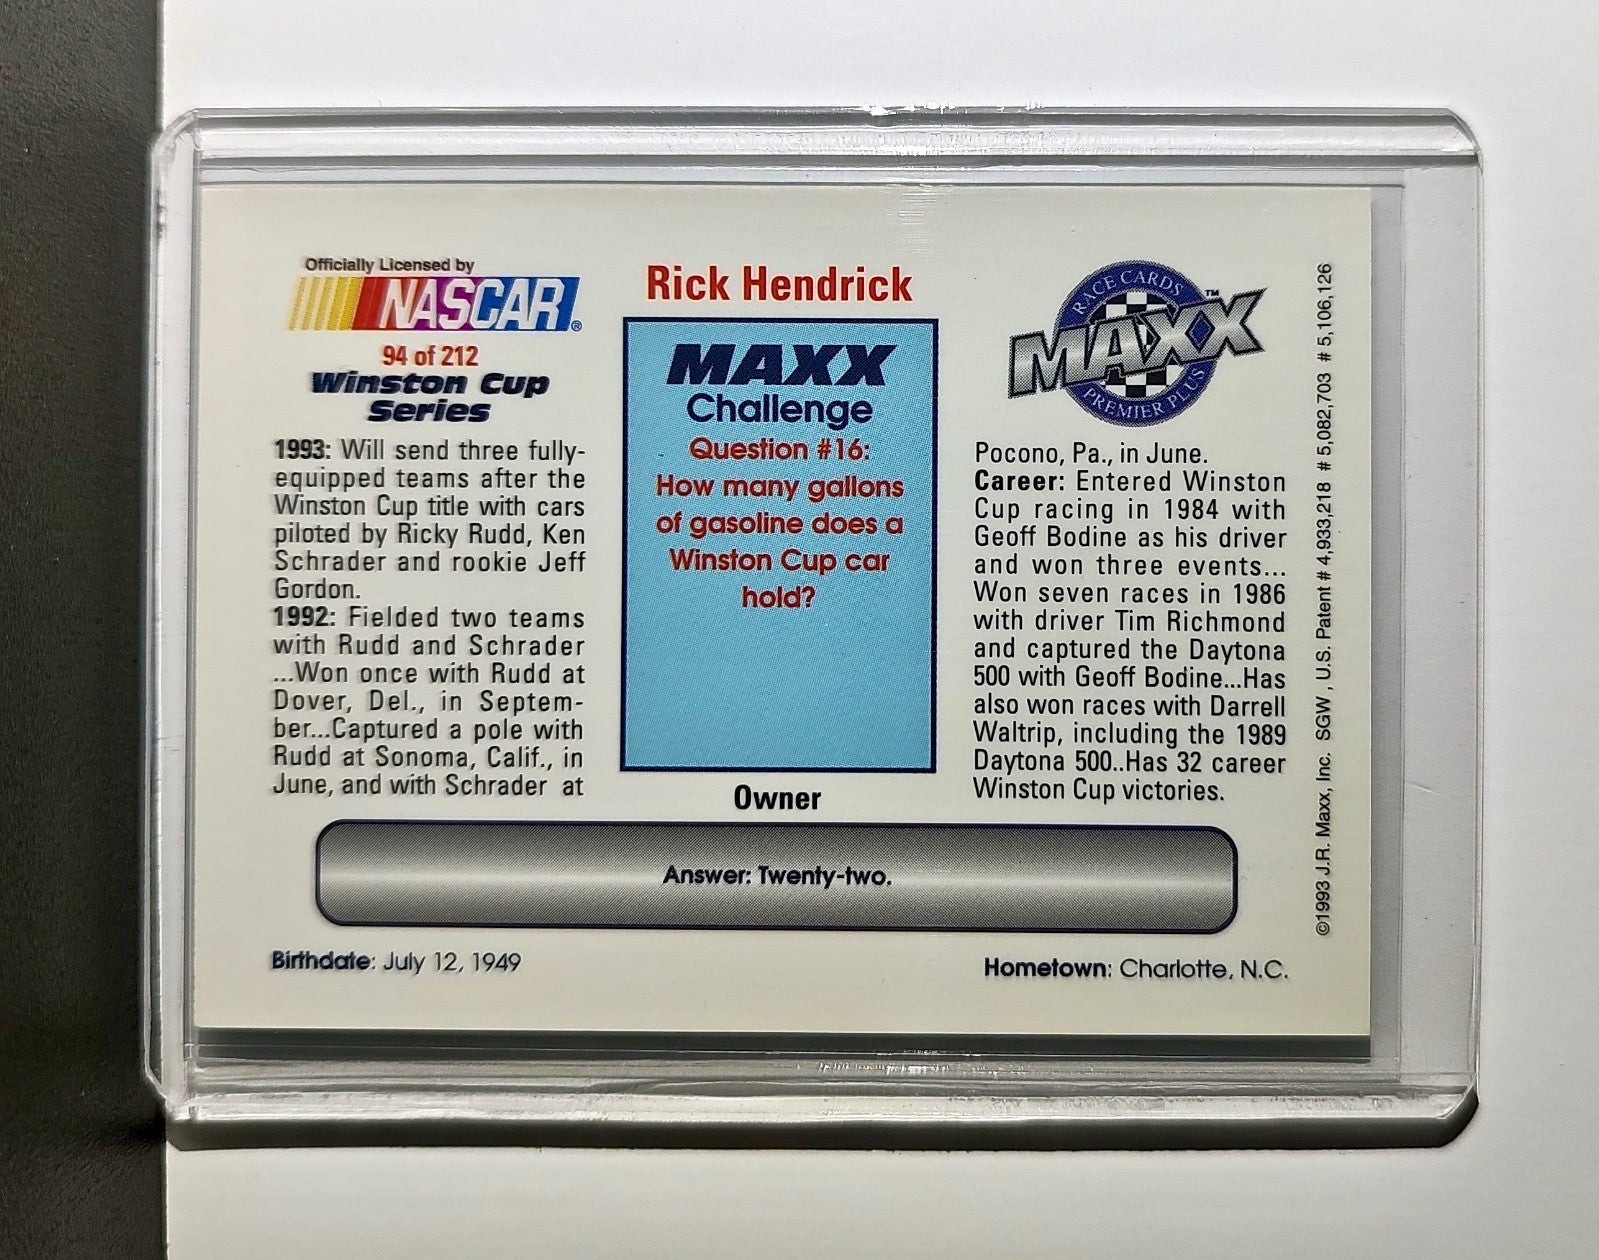 Officially Licensed by
NASCAR®
94 of 212
Winston Cup
Series
1993: Will send three fully-
equipped teams after the
Winston Cup title with cars
piloted by Ricky Rudd, Ken
Schrader and rookie Jeff
Gordon.
1992: Fielded two teams
with Rudd and Schrader
...Won once with Rudd at
Dover, Del., in Septem-
ber...Captured a pole with
Rudd at Sonoma, Calif., in
June, and with Schrader at
Rick Hendrick
MAXX
Challenge
Question #16:
How many gallons
of gasoline does a
Winston Cup car
hold?
Owner
RACE CARDS
MAXX™
PREMIER PLUS
Pocono, Pa., in June.
Career: Entered Winston
Cup racing in 1984 with
Geoff Bodine as his driver
and won three events...
Won seven races in 1986
with driver Tim Richmond
and captured the Daytona
500 with Geoff Bodine...Has
also won races with Darrell
Waltrip, including the 1989
Daytona 500..Has 32 career
Winston Cup victories.
Answer: Twenty-two.
Birthdate: July 12, 1949
Hometown: Charlotte, N.C.
©1993 J.R. Maxx, Inc. SGW, U.S. Patent # 4,933,218 # 5,082,703 # 5,106,126